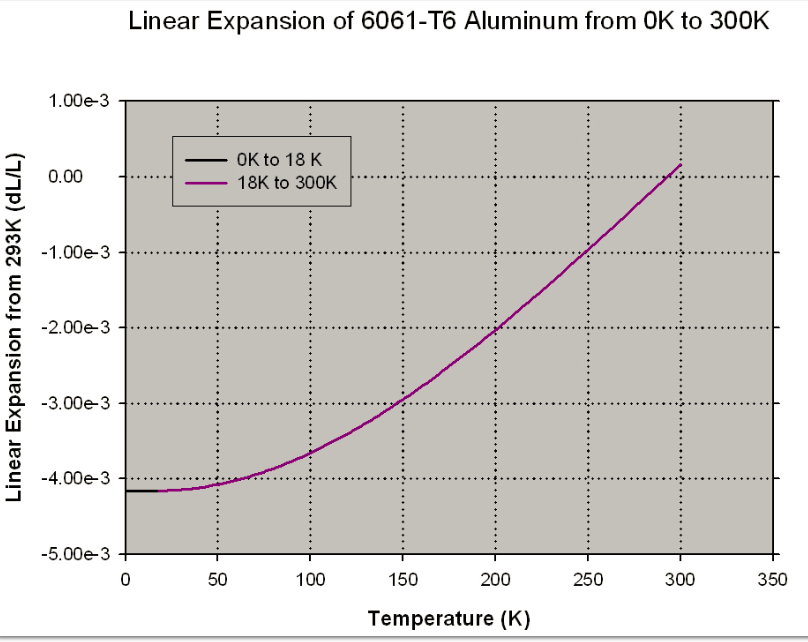 Linear Expansion of 6061-T6 Aluminum from 0K to 300K
1.00e-3
0.00
-1.00e-3
-2.00e-3
-3.00e-3
-4.00e-3
-5.00e-3
Linear Expansion from 293K (dL/L)
0K to 18 K
18K to 300K
0 50 100 150 200 250 300 350
Temperature (K)